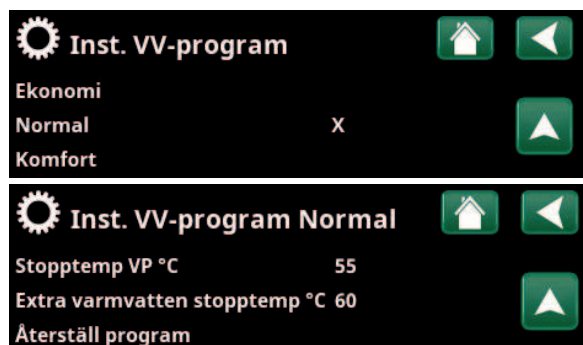 Inst. VV-program
Ekonomi
Normal X
Komfort
Inst. VV-program Normal
Stopptemp VP °C 55
Extra varmvatten stopptemp °C 60
Återställ program